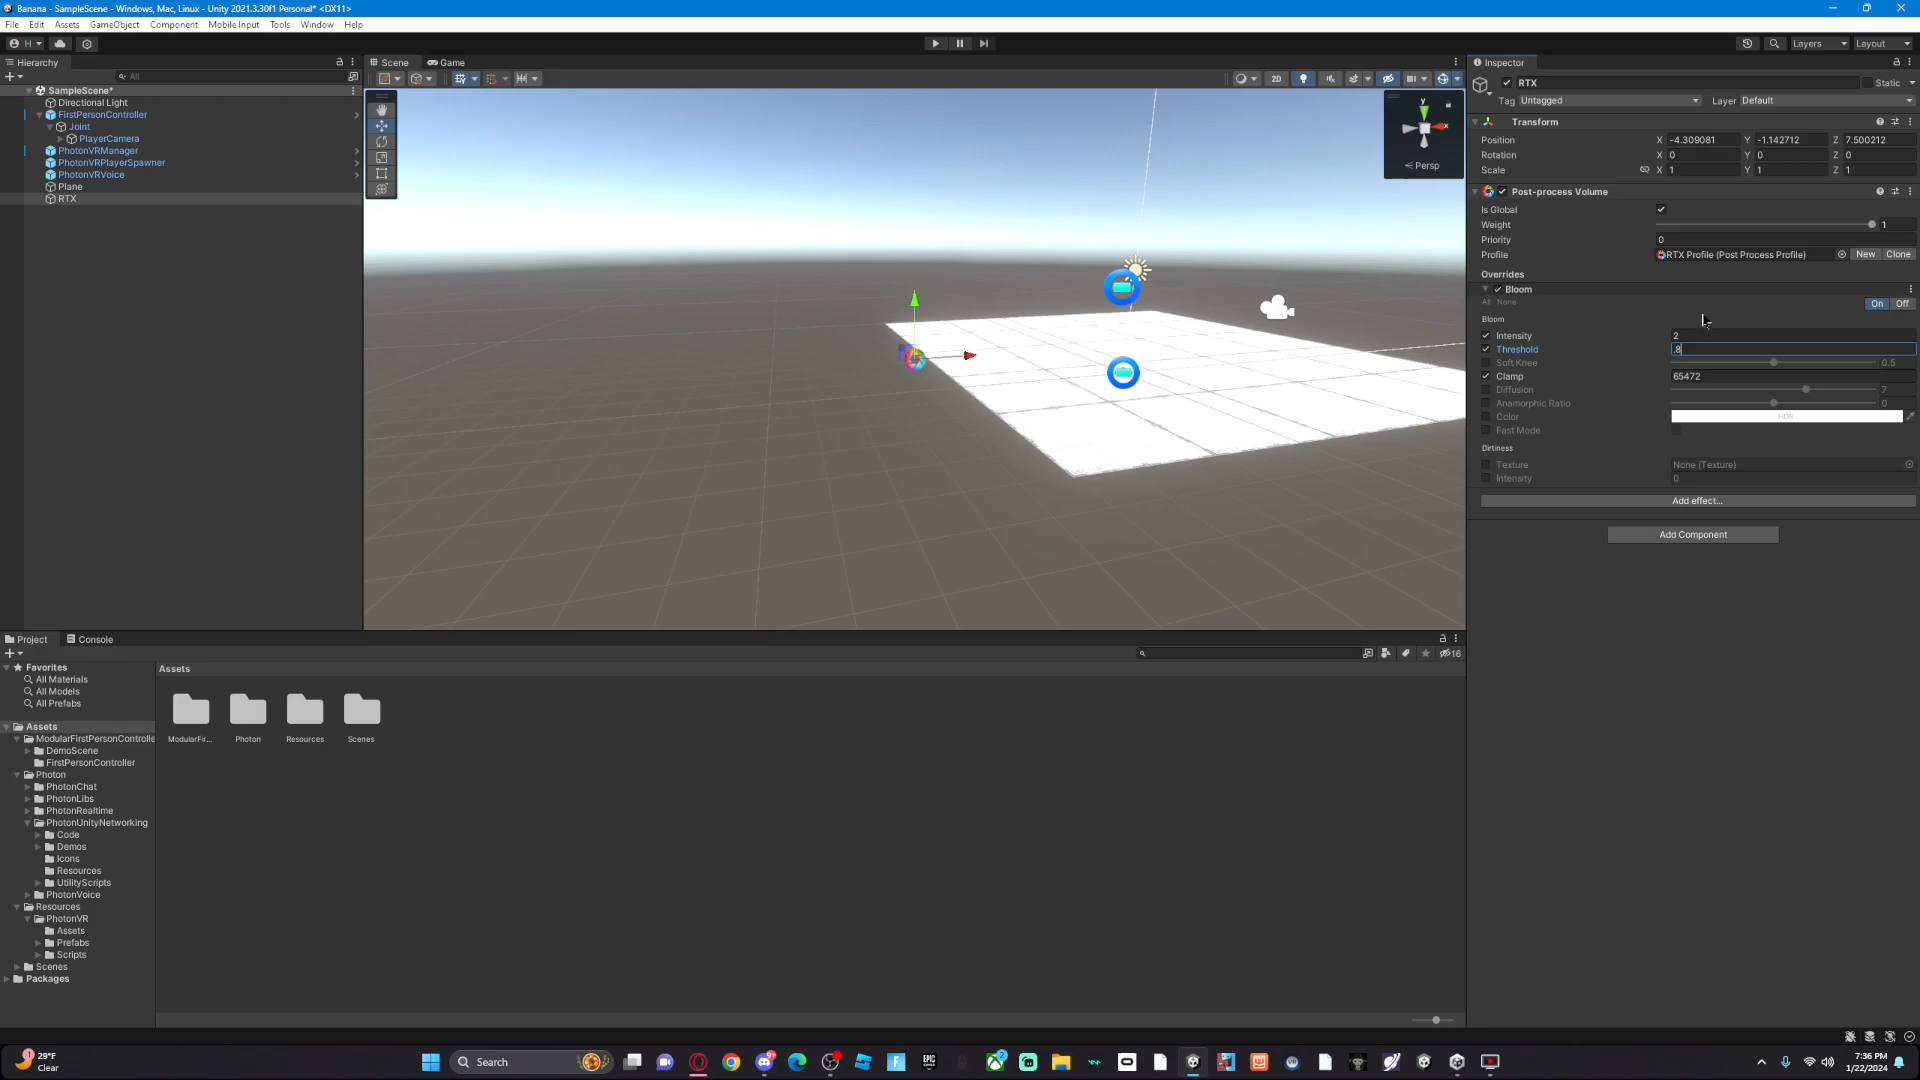 Banana - SampleScene - Windows, Mac, Linux - Unity 2021.3.30f1 Personal* <DX11>
File Edit Assets GameObject Component Mobile Input Tools Window Help
H Layers Layout
Hierarchy
All
SampleScene*
Directional Light
FirstPersonController
Joint
PlayerCamera
PhotonVRManager
PhotonVRPlayerSpawner
PhotonVRVoice
Plane
RTX
Scene Game
2D
y
x
< Persp
Inspector
RTX Static
Tag Untagged Layer Default
Transform
Position X -4.309081 Y -1.142712 Z 7.500212
Rotation X 0 Y 0 Z 0
Scale X 1 Y 1 Z 1
Post-process Volume
Is Global
Weight 1
Priority 0
Profile RTX Profile (Post Process Profile) New Clone
Overrides
Bloom
All None On Off
Bloom
Intensity 2
Threshold .8
Soft Knee 0.5
Clamp 65472
Diffusion 7
Anamorphic Ratio 0
Color HDR
Fast Mode
Dirtiness
Texture None (Texture)
Intensity 0
Add effect...
Add Component
Project Console
16
Favorites
All Materials
All Models
All Prefabs
Assets
ModularFirstPersonControlle
DemoScene
FirstPersonController
Photon
PhotonChat
PhotonLibs
PhotonRealtime
PhotonUnityNetworking
Code
Demos
Icons
Resources
UtilityScripts
PhotonVoice
Resources
PhotonVR
Assets
Prefabs
Scripts
Scenes
Packages
Assets
ModularFir... Photon Resources Scenes
1
29°F
Clear
Search
EPIC
7:36 PM
1/22/2024